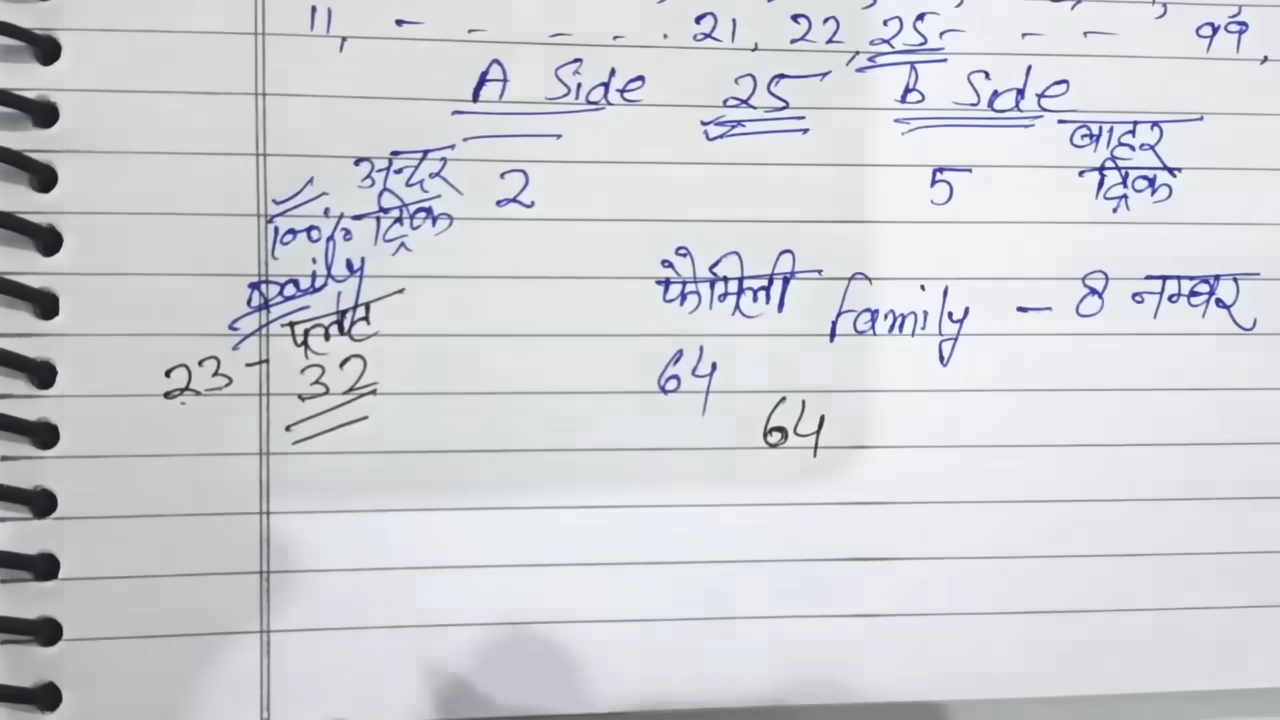 11, - - - - . 21, 22, 25 - - - 99,
A Side 25 B Side
बाहर
अन्दर 2 5 ट्रिक
100% ट्रिक
Daily
फैमिली family - 8 नम्बर
पलट
23 - 32 64
64